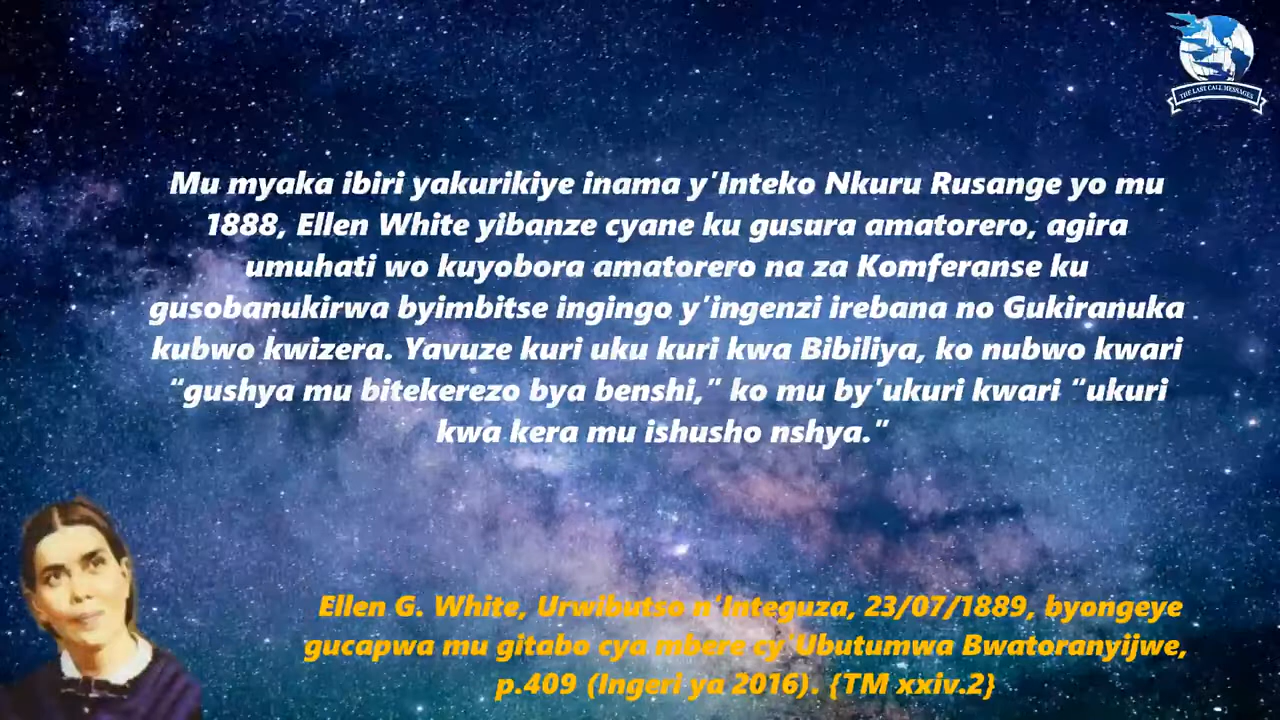 THE LAST CALL MESSAGES
Mu myaka ibiri yakurikiye inama y'Inteko Nkuru Rusange yo mu
1888, Ellen White yibanze cyane ku gusura amatorero, agira
umuhati wo kuyobora amatorero na za Komferanse ku
gusobanukirwa byimbitse ingingo y'ingenzi irebana no Gukiranuka
kubwo kwizera. Yavuze kuri uku kuri kwa Bibiliya, ko nubwo kwari
“gushya mu bitekerezo bya benshi,” ko mu by'ukuri kwari “ukuri
kwa kera mu ishusho nshya.”
Ellen G. White, Urwibutso n'Integuza, 23/07/1889, byongeye
gucapwa mu gitabo cya mbere cy'Ubutumwa Bwatoranyijwe,
p.409 (Ingeri ya 2016). {TM xxiv.2}